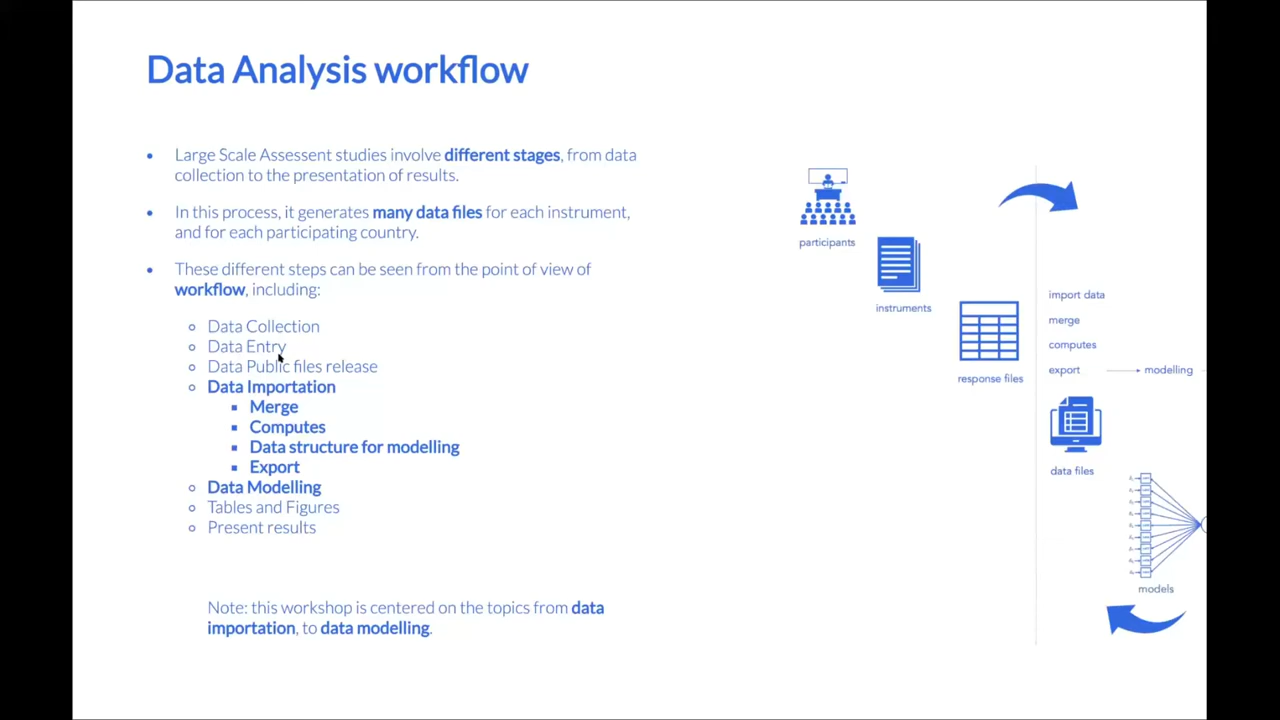 Data Analysis workflow
Large Scale Assessent studies involve different stages, from data
collection to the presentation of results.
In this process, it generates many data files for each instrument,
and for each participating country.
These different steps can be seen from the point of view of
workflow, including:
Data Collection
Data Entry
Data Public files release
Data Importation
Merge
Computes
Data structure for modelling
Export
Data Modelling
Tables and Figures
Present results
Note: this workshop is centered on the topics from data
importation, to data modelling.
participants
instruments
response files
import data
merge
computes
export
modelling
data files
models